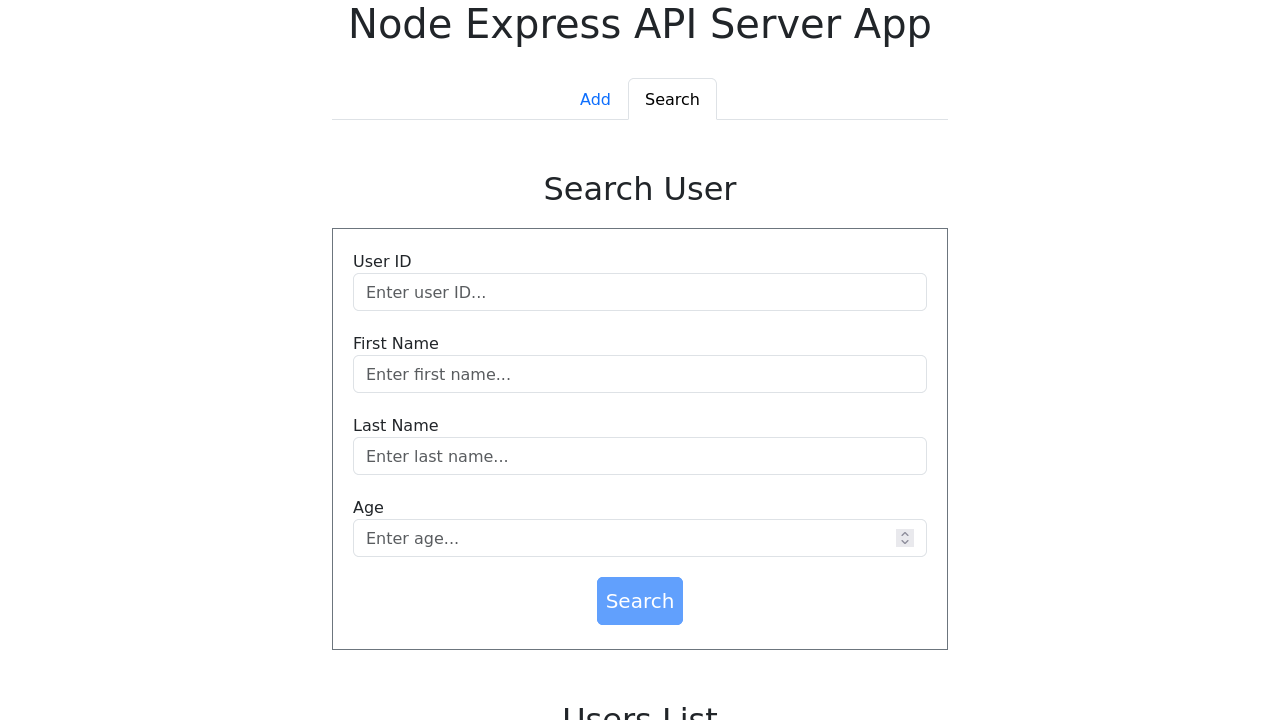 Node Express API Server App
Add
Search
Search User
User ID
Enter user ID...
First Name
Enter first name...
Last Name
Enter last name...
Age
Enter age...
Search
Users List